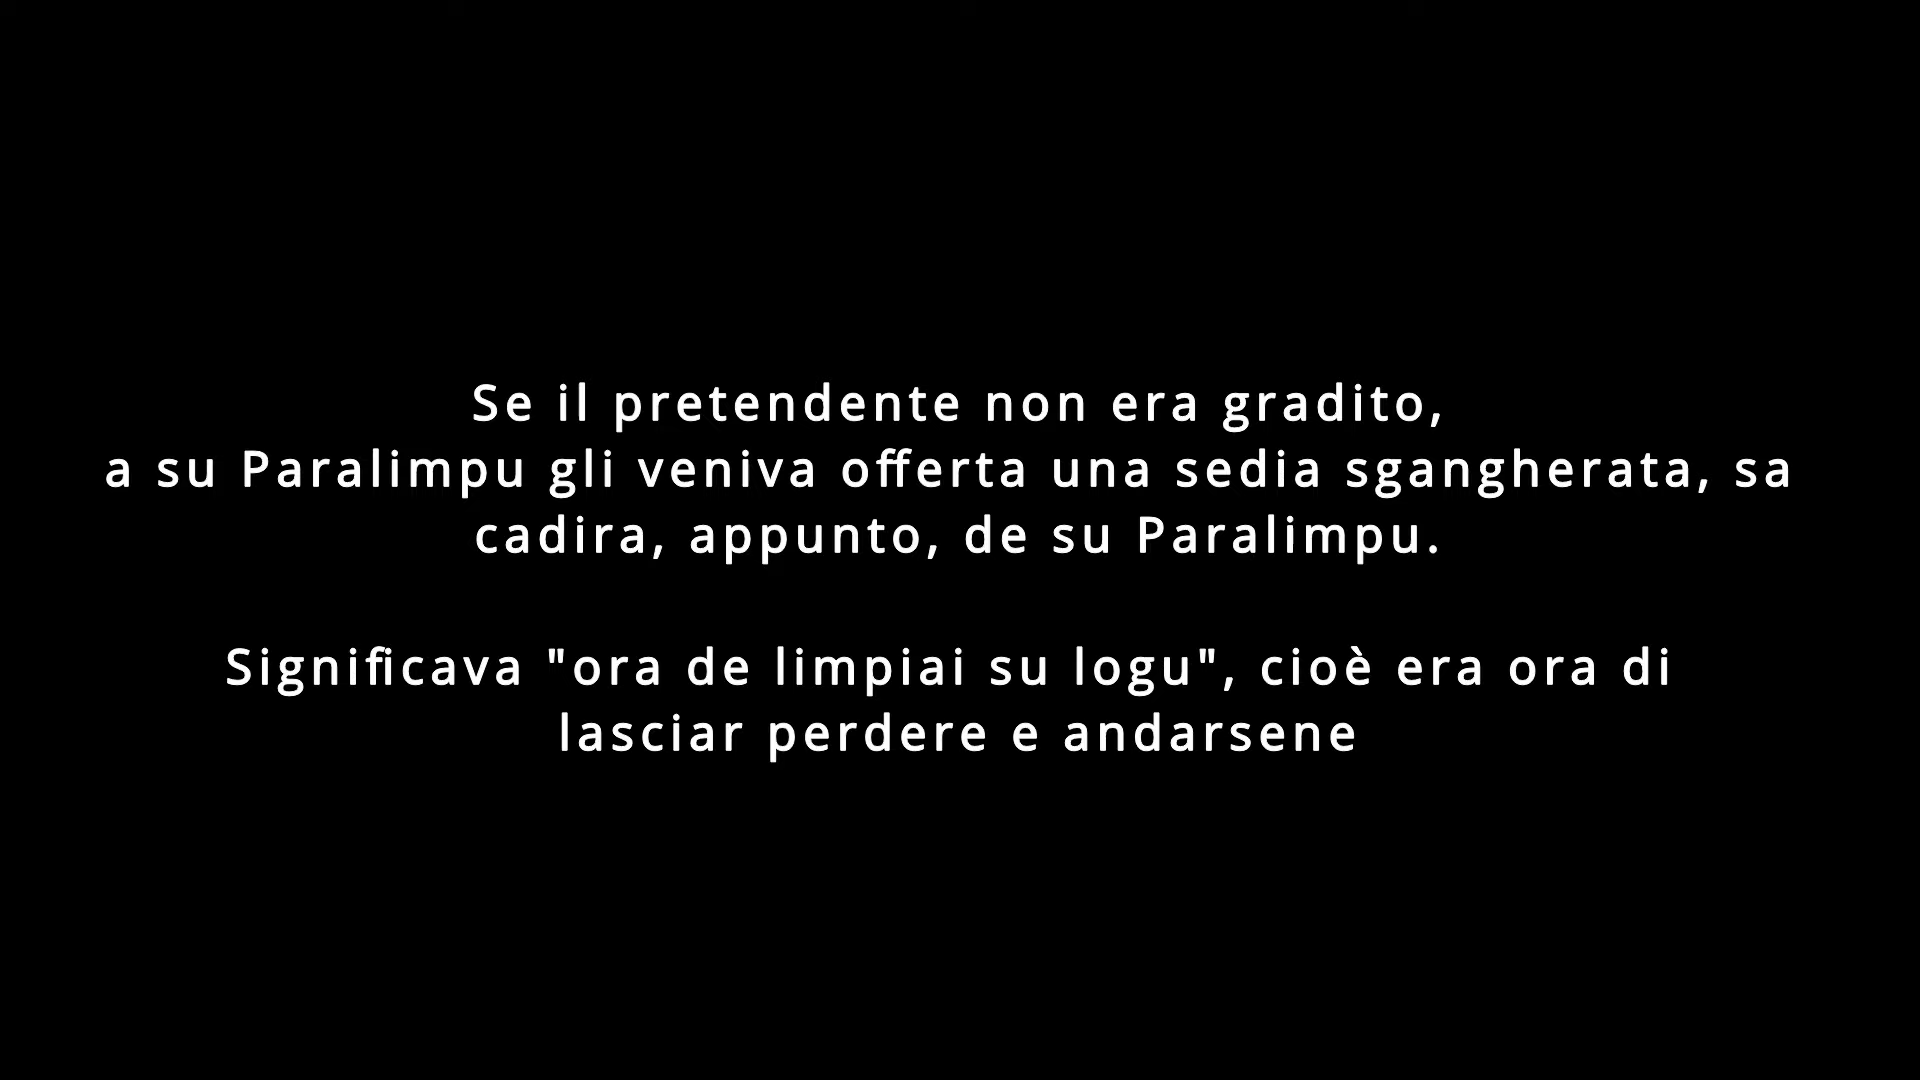 Se il pretendente non era gradito,
a su Paralimpu gli veniva offerta una sedia sgangherata, sa
cadira, appunto, de su Paralimpu.
Significava "ora de limpiai su logu", cioè era ora di
lasciar perdere e andarsene